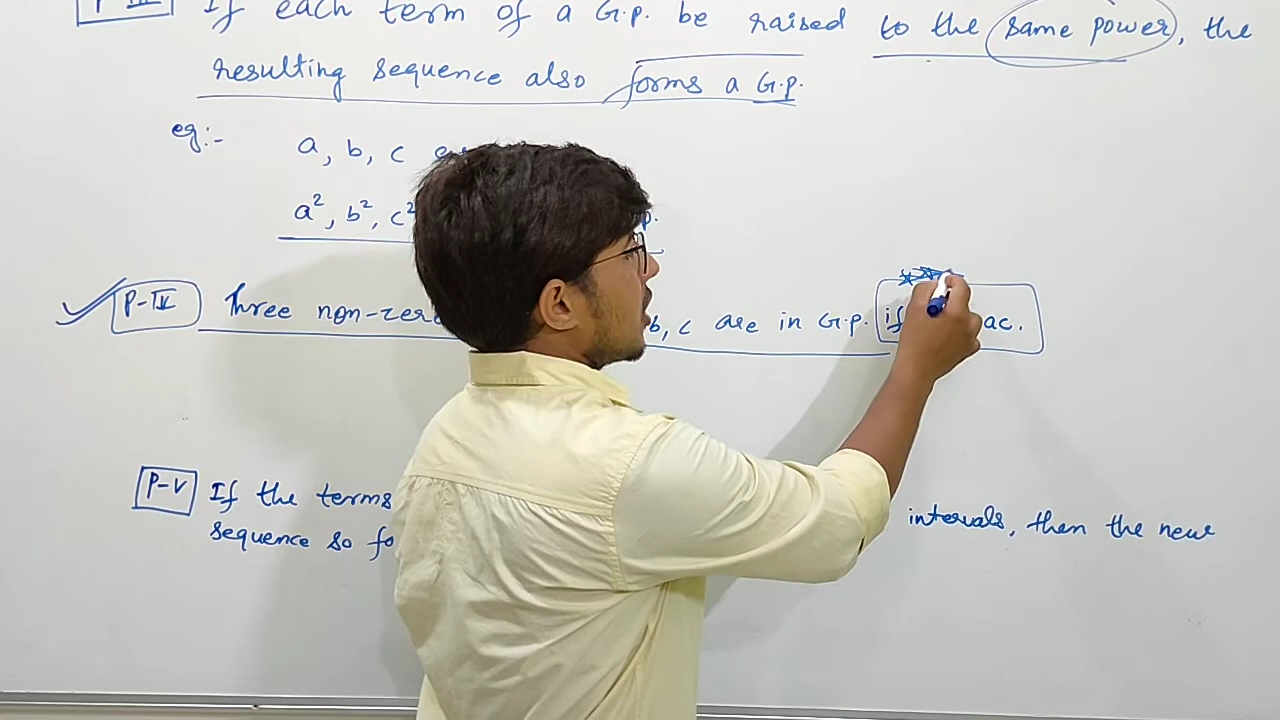 If each term of a G.p. be raised to the same power, the
resulting sequence also forms a G.p.
eg:- a, b, c
a², b², c² p.
P-IV Three non-zero b, c are in G.p. if ac.
P-V If the terms intervals, then the new
sequence so